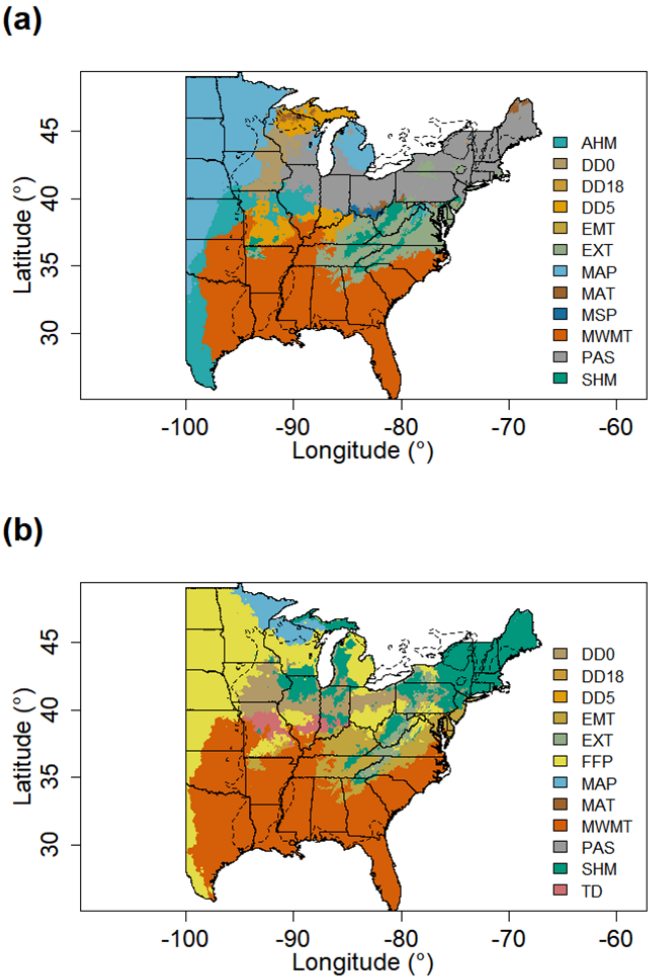 (a)
Latitude (°)
45
40
35
30
-100
-90
-80
-70
-60
Longitude (°)
AHM
DD0
DD18
DD5
EMT
EXT
MAP
MAT
MSP
MWMT
PAS
SHM
(b)
Latitude (°)
45
40
35
30
-100
-90
-80
-70
-60
Longitude (°)
DD0
DD18
DD5
EMT
EXT
FFP
MAP
MAT
MWMT
PAS
SHM
TD